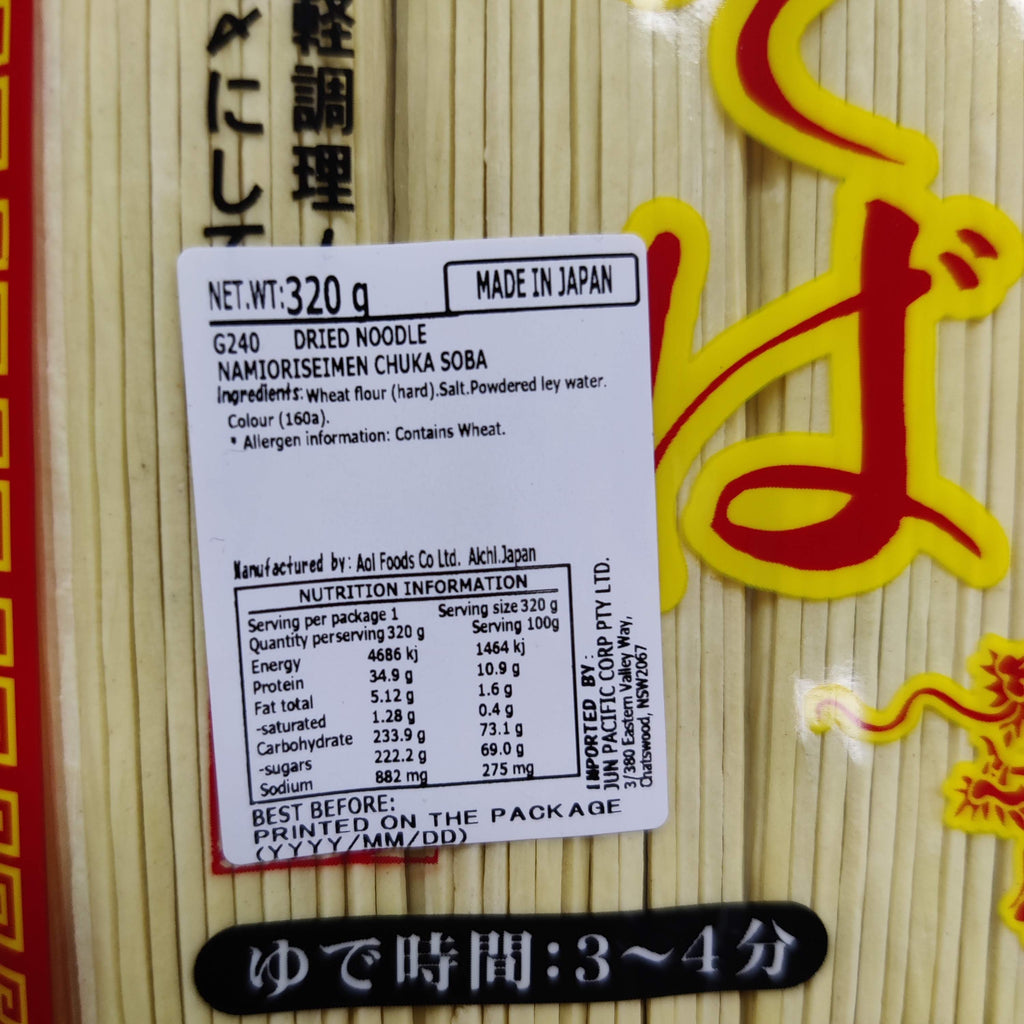 軽調理
にして
ば
NET.WT:320 g
MADE IN JAPAN
G240 DRIED NOODLE
NAMIORISEIMEN CHUKA SOBA
Ingredients: Wheat flour (hard).Salt.Powdered ley water.
Colour (160a).
* Allergen information: Contains Wheat.
Manufactured by: Aoi Foods Co Ltd. Aichi.Japan
NUTRITION INFORMATION
Serving per package 1 Serving size 320 g
Quantity perserving 320 g Serving 100g
Energy 4686 kj 1464 kj
Protein 34.9 g 10.9 g
Fat total 5.12 g 1.6 g
-saturated 1.28 g 0.4 g
Carbohydrate 233.9 g 73.1 g
-sugars 222.2 g 69.0 g
Sodium 882 mg 275 mg
IMPORTED BY :
JUN PACIFIC CORP PTY LTD.
3/380 Eastern Valley Way,
Chatswood, NSW2067
BEST BEFORE:
PRINTED ON THE PACKAGE
(YYYY/MM/DD)
ゆで時間:3〜4分